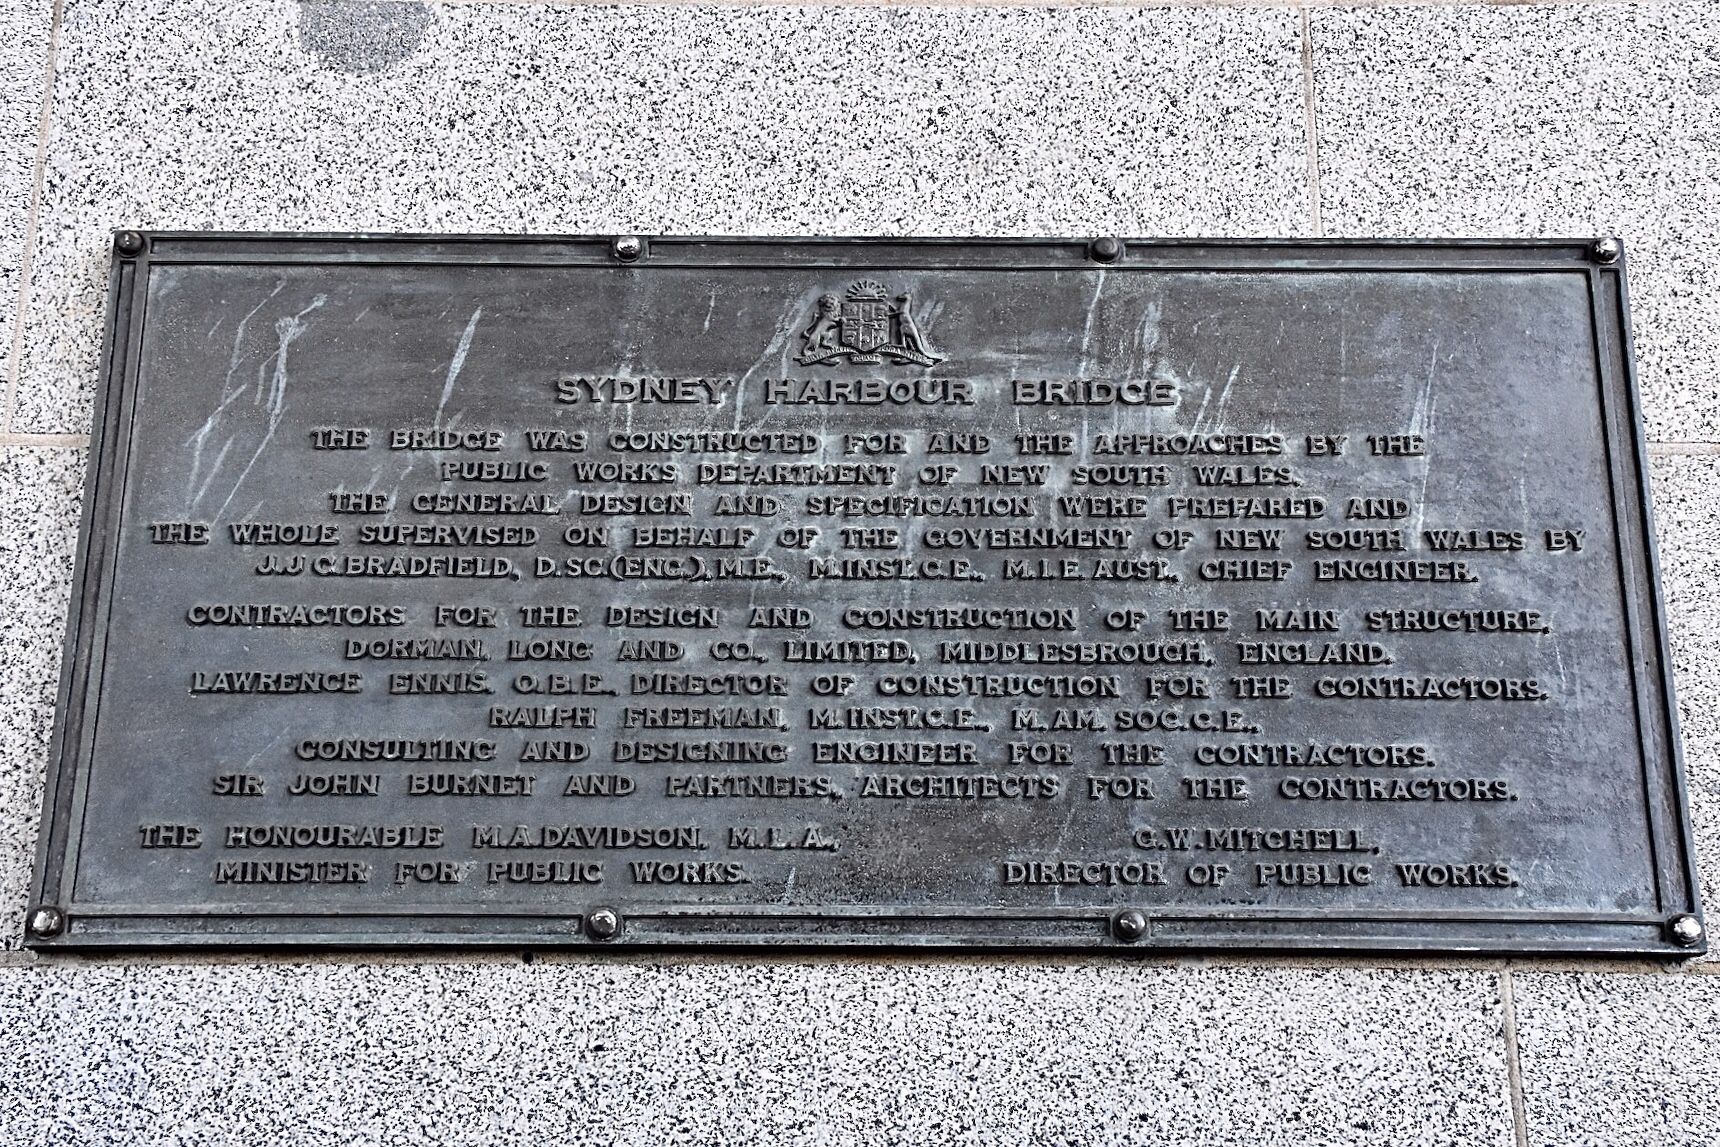 SYDNEY HARBOUR BRIDGE
THE BRIDGE WAS CONSTRUCTED FOR AND THE APPROACHES BY THE
PUBLIC WORKS DEPARTMENT OF NEW SOUTH WALES.
THE GENERAL DESIGN AND SPECIFICATION WERE PREPARED AND
THE WHOLE SUPERVISED ON BEHALF OF THE GOVERNMENT OF NEW SOUTH WALES BY
J.J.C. BRADFIELD, D.SC.(ENG.), M.E., M.INST.C.E., M.I.E. AUST., CHIEF ENGINEER.
CONTRACTORS FOR THE DESIGN AND CONSTRUCTION OF THE MAIN STRUCTURE,
DORMAN, LONG AND CO., LIMITED, MIDDLESBROUGH, ENGLAND.
LAWRENCE ENNIS, O.B.E., DIRECTOR OF CONSTRUCTION FOR THE CONTRACTORS.
RALPH FREEMAN, M.INST.C.E., M.AM.SOC.C.E.,
CONSULTING AND DESIGNING ENGINEER FOR THE CONTRACTORS.
SIR JOHN BURNET AND PARTNERS, ARCHITECTS FOR THE CONTRACTORS.
THE HONOURABLE M.A.DAVIDSON, M.L.A.,
MINISTER FOR PUBLIC WORKS.
G.W.MITCHELL,
DIRECTOR OF PUBLIC WORKS.